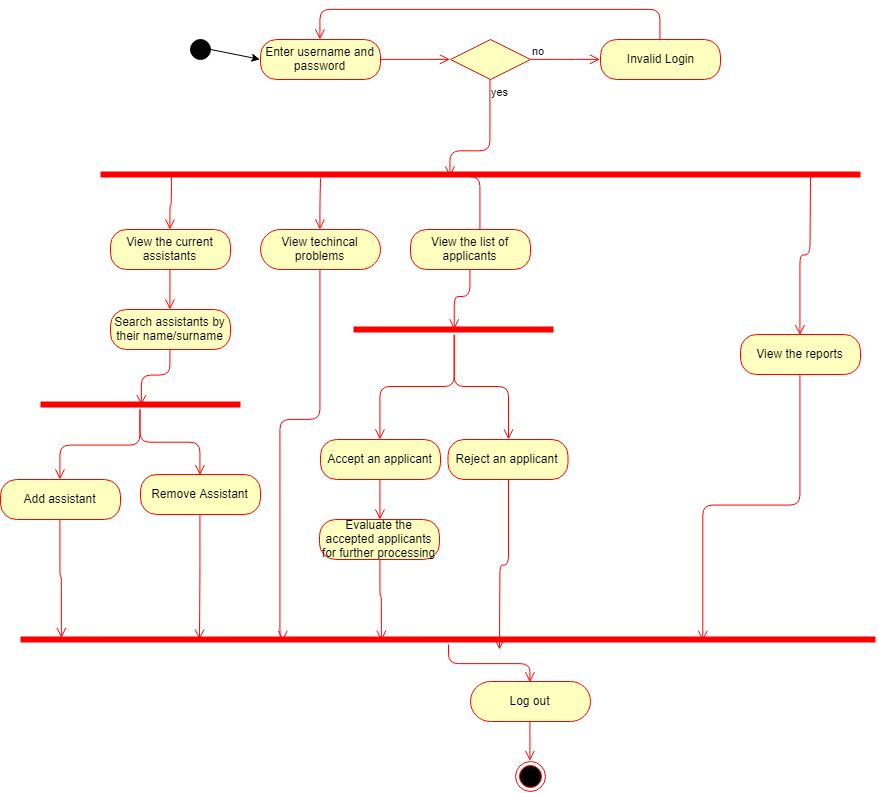 Enter username and
password
no
Invalid Login
yes
View the current
assistants
View techincal
problems
View the list of
applicants
Search assistants by
their name/surname
View the reports
Accept an applicant
Reject an applicant
Add assistant
Remove Assistant
Evaluate the
accepted applicants
for further processing
Log out